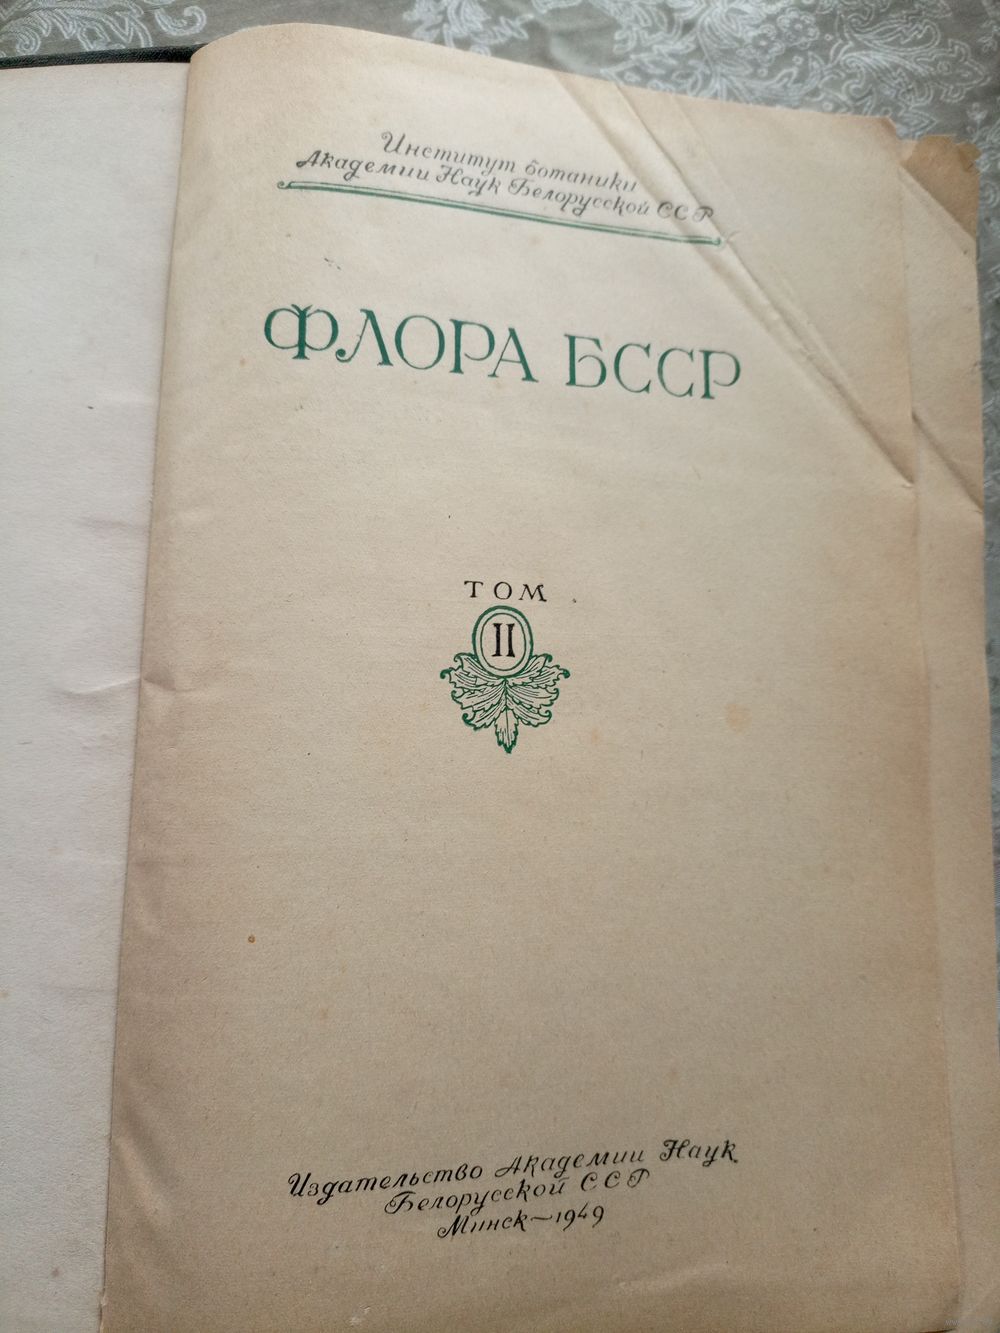 Институт ботаники
Академии Наук Белорусской ССР
ФЛОРА БССР
ТОМ
II
Издательство Академии Наук
Белорусской ССР
Минск—1949